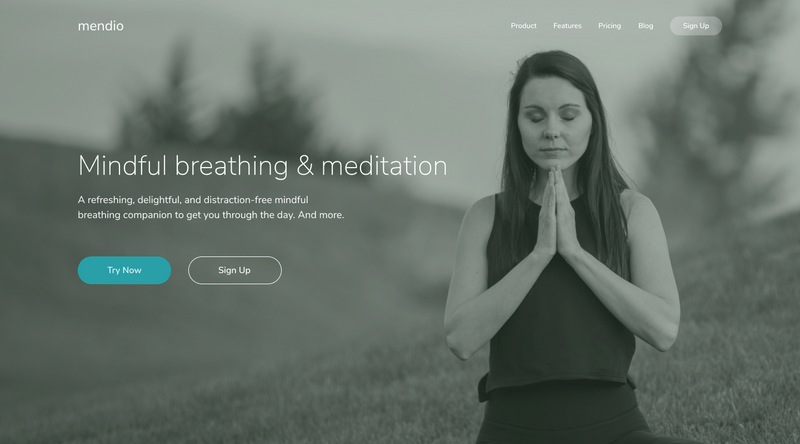 mendio
Product Features Pricing Blog Sign Up
Mindful breathing & meditation
A refreshing, delightful, and distraction-free mindful
breathing companion to get you through the day. And more.
Try Now Sign Up